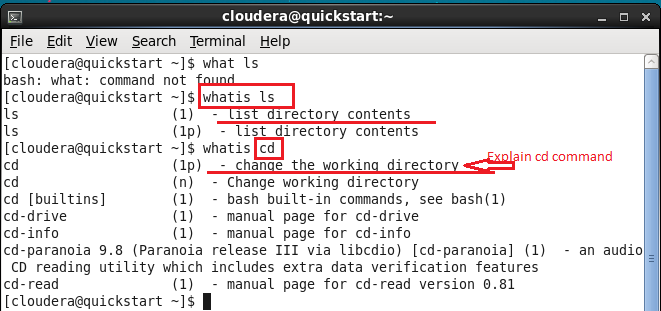 cloudera@quickstart:~
File Edit View Search Terminal Help
[cloudera@quickstart ~]$ what ls
bash: what: command not found
[cloudera@quickstart ~]$ whatis ls
ls (1) - list directory contents
ls (1p) - list directory contents
[cloudera@quickstart ~]$ whatis cd
cd (1p) - change the working directory Explain cd command
cd (n) - Change working directory
cd [builtins] (1) - bash built-in commands, see bash(1)
cd-drive (1) - manual page for cd-drive
cd-info (1) - manual page for cd-info
cd-paranoia 9.8 (Paranoia release III via libcdio) [cd-paranoia] (1) - an audio
CD reading utility which includes extra data verification features
cd-read (1) - manual page for cd-read version 0.81
[cloudera@quickstart ~]$